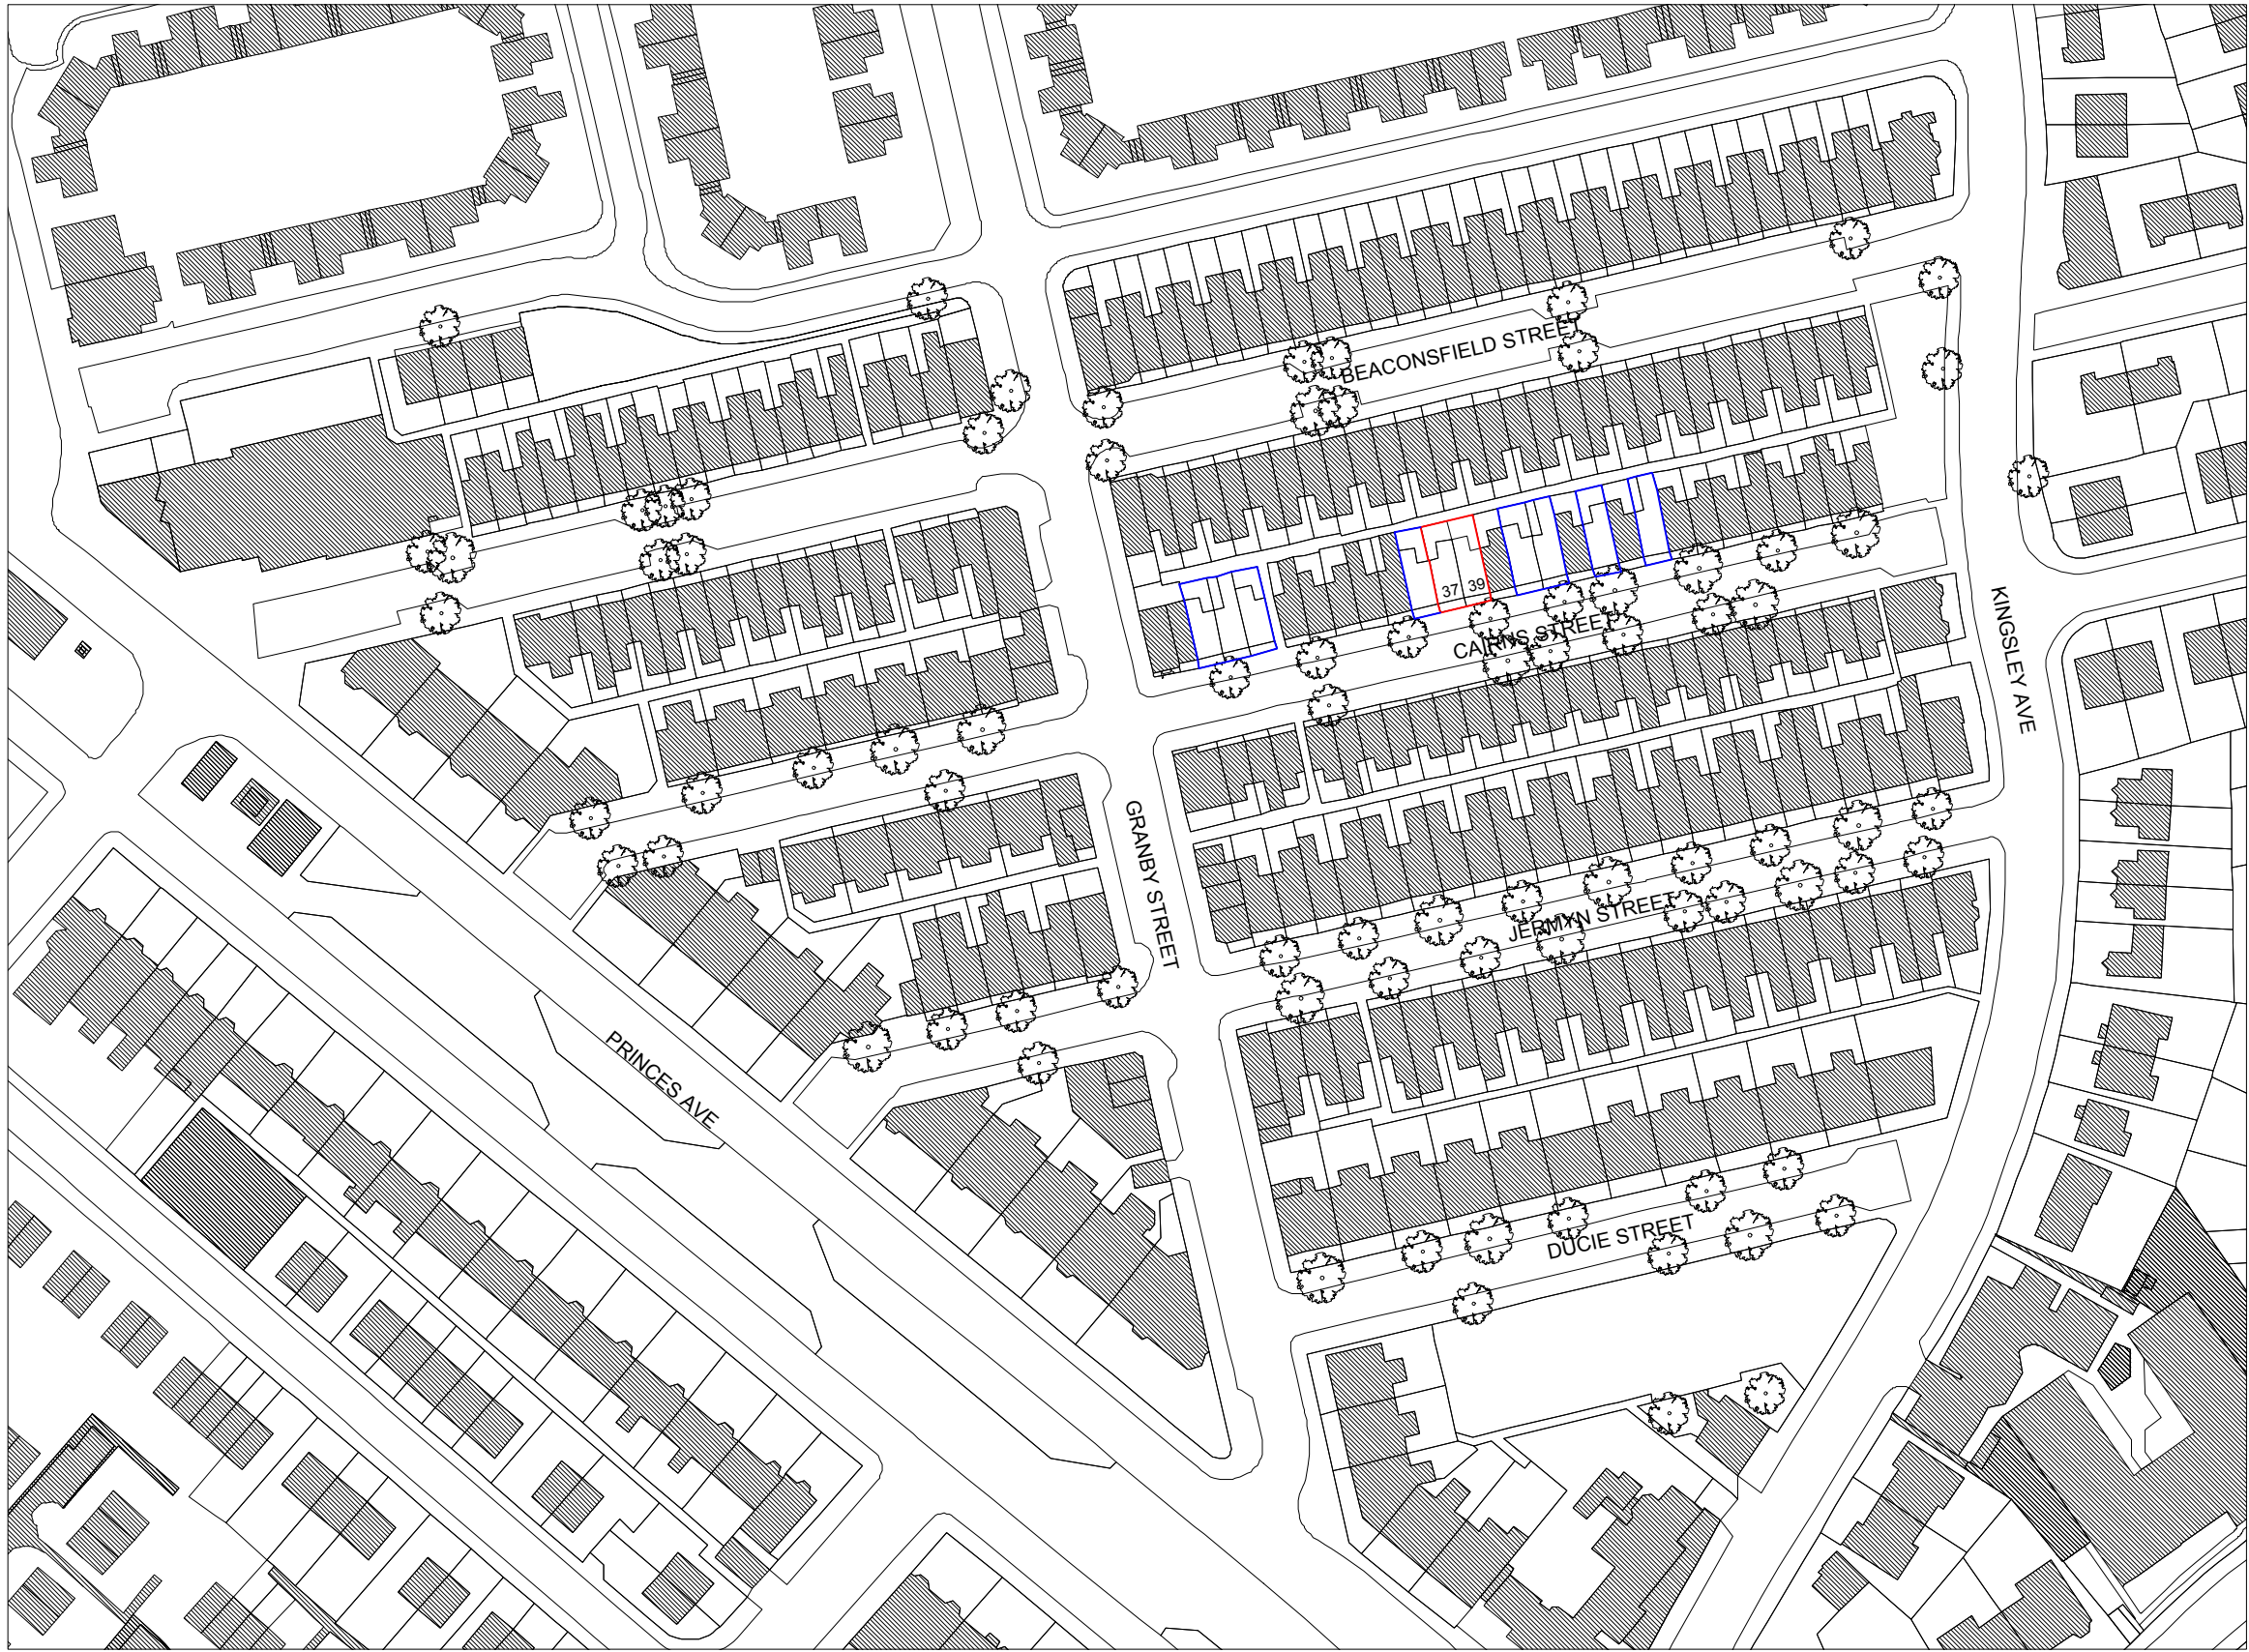 BEACONSFIELD STREET
37 39
CAIRNS STREET
KINGSLEY AVE
GRANBY STREET
JERMYN STREET
PRINCES AVE
DUCIE STREET